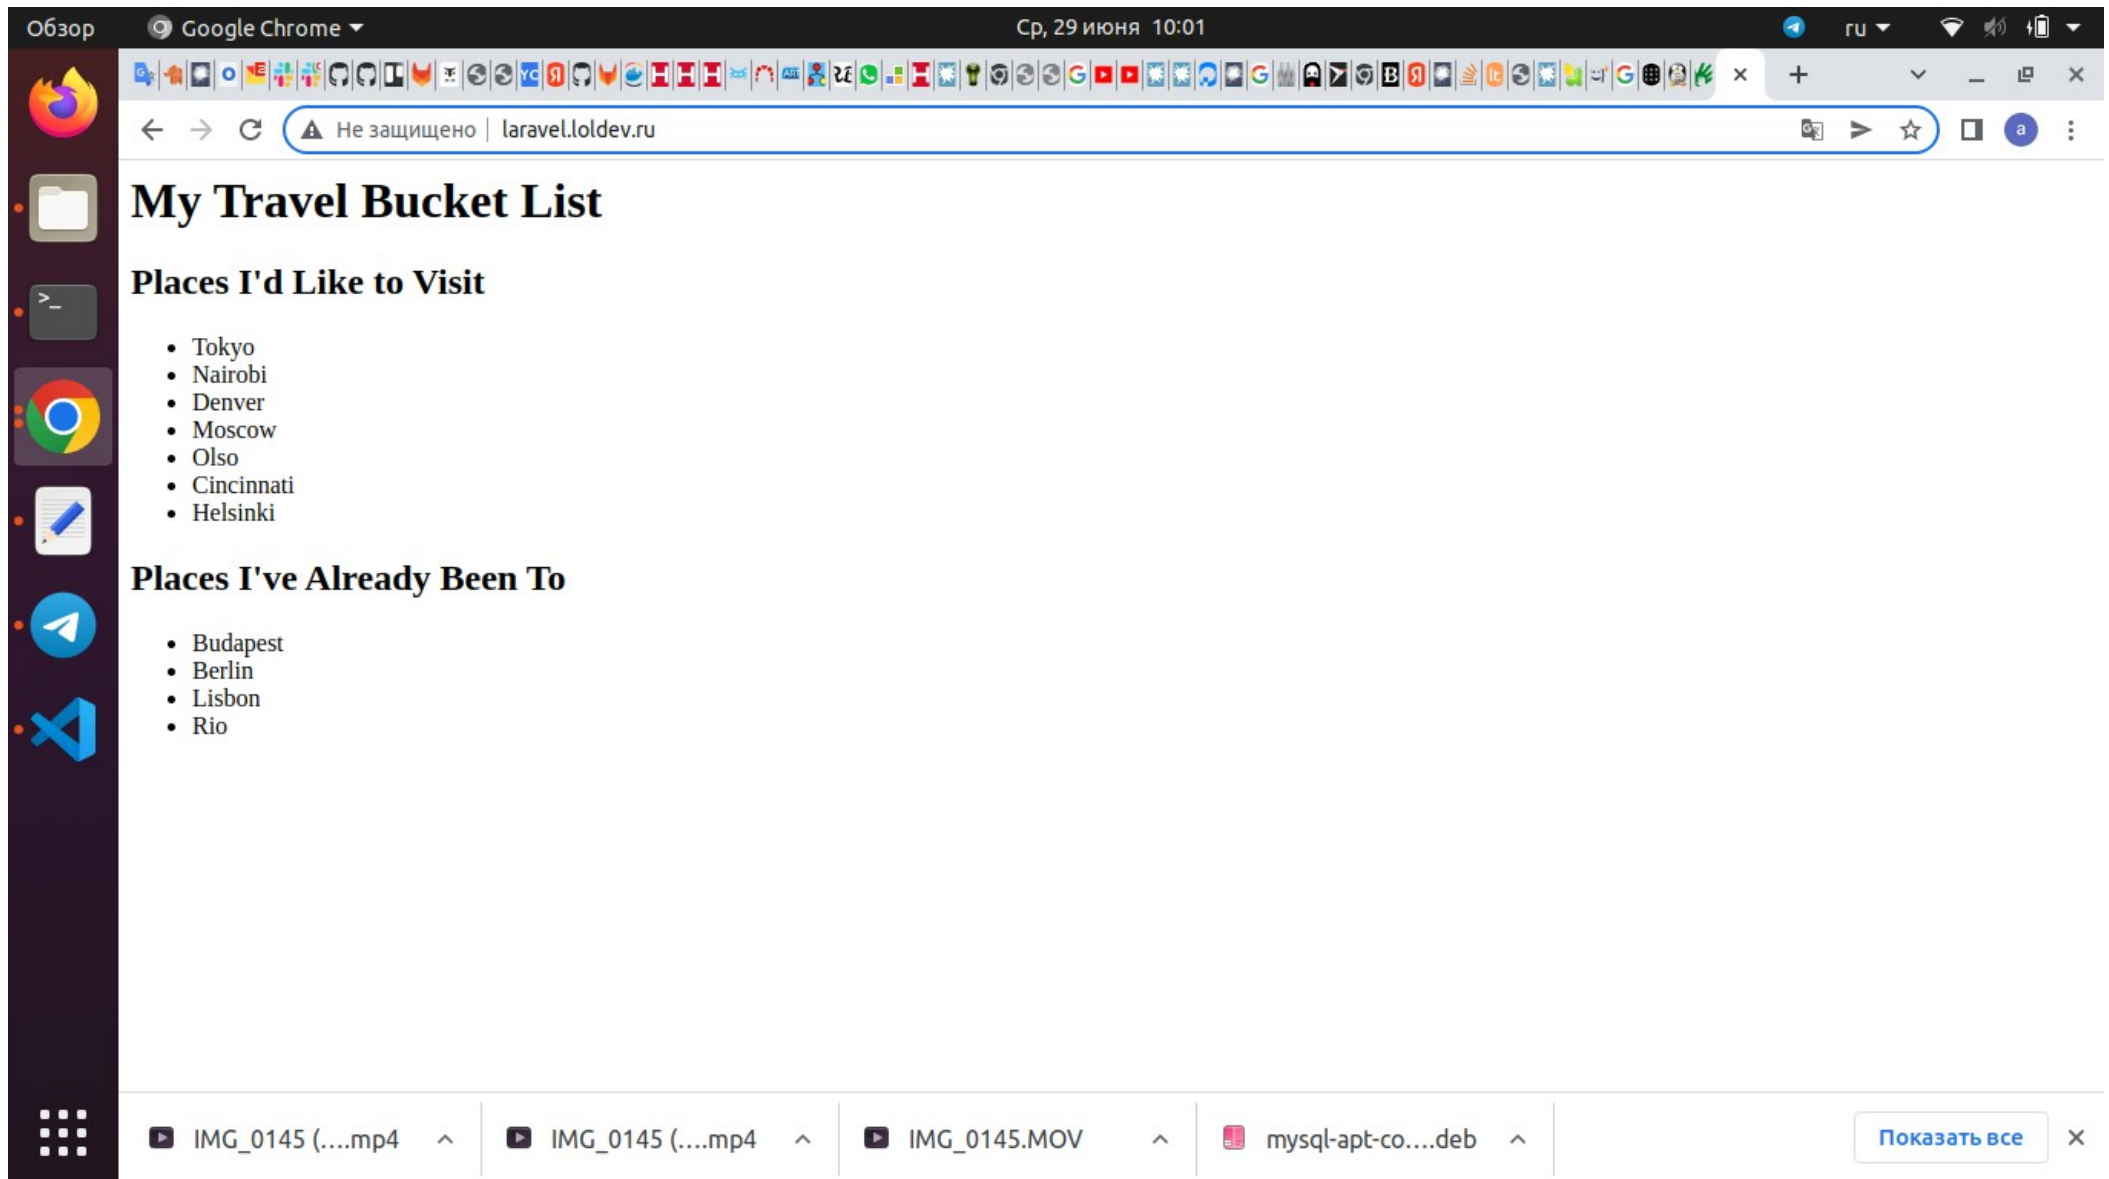 Обзор
Google Chrome
Ср, 29 июня 10:01
ru
Не защищено
laravel.loldev.ru
a
My Travel Bucket List
Places I'd Like to Visit
Tokyo
Nairobi
Denver
Moscow
Olso
Cincinnati
Helsinki
Places I've Already Been To
Budapest
Berlin
Lisbon
Rio
IMG_0145 (....mp4
IMG_0145 (....mp4
IMG_0145.MOV
mysql-apt-co....deb
Показать все